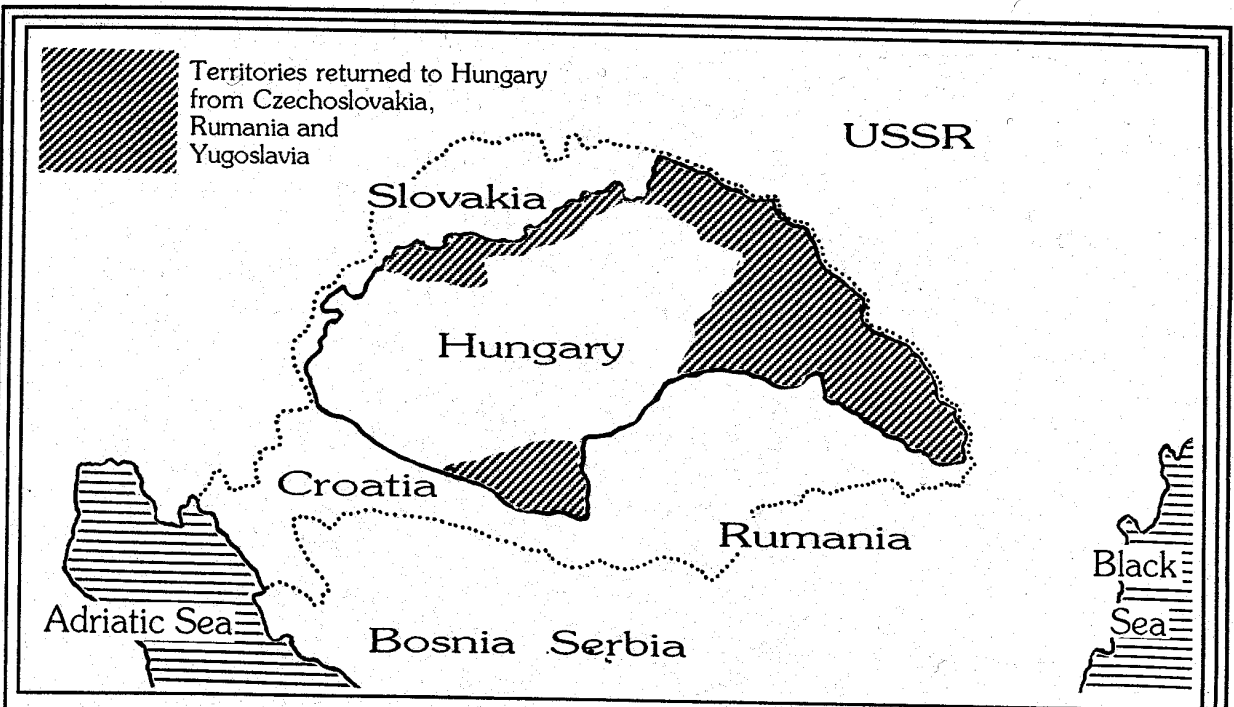 Territories returned to Hungary
from Czechoslovakia,
Rumania and
Yugoslavia
USSR
Slovakia
Hungary
Croatia
Rumania
Black
Sea
Adriatic Sea
Bosnia Serbia